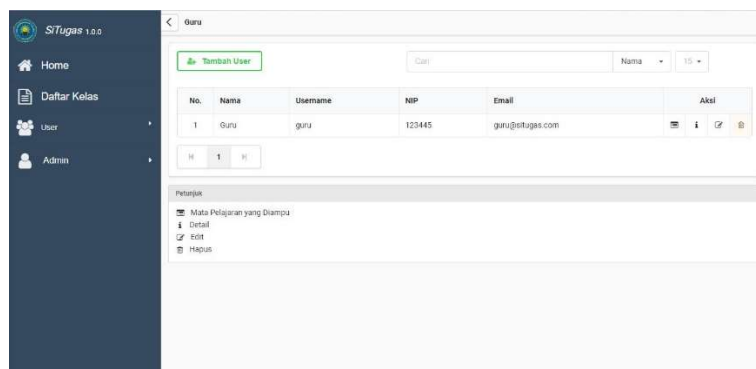 SiTugas 1.0.0
Home
Daftar Kelas
User
Admin
Guru
Tambah User
Cari
Nama
15
No. Nama Username NIP Email Aksi
1 Guru guru 123445 guru@situgas.com
1
Petunjuk
Mata Pelajaran yang Diampu
Detail
Edit
Hapus